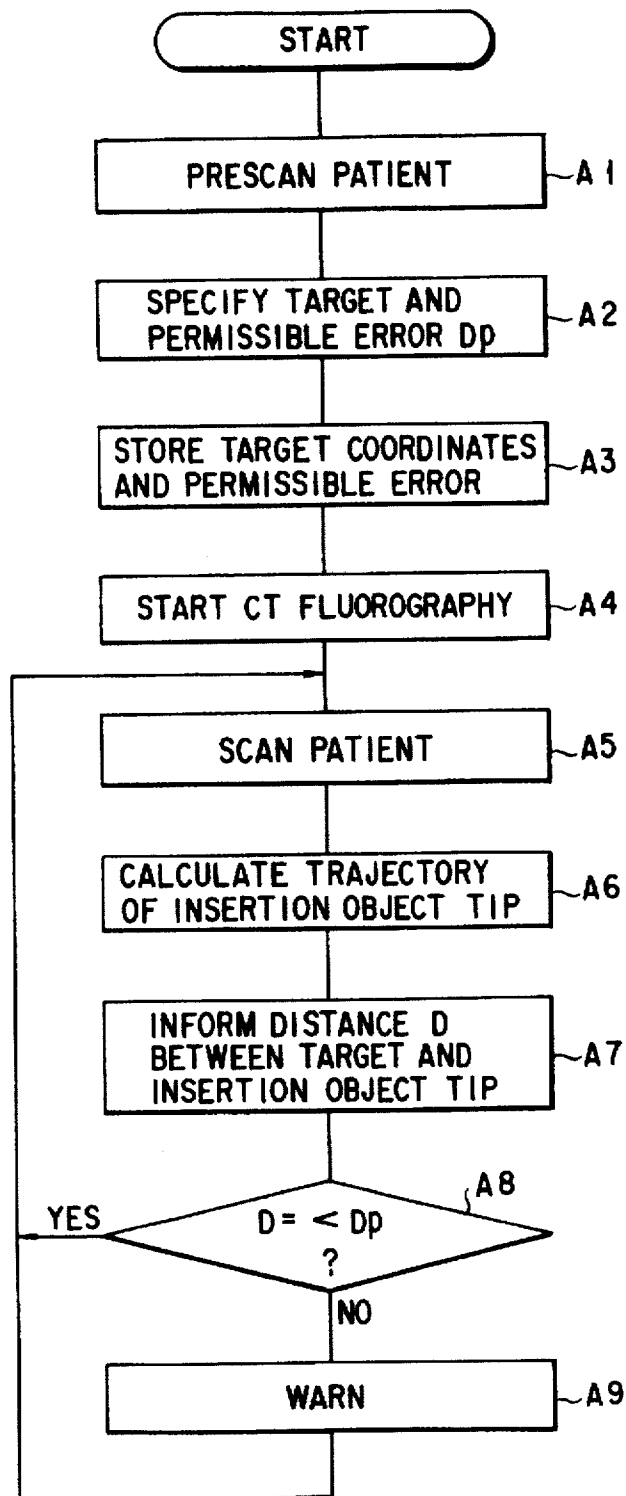 START
PRESCAN PATIENT
A1
SPECIFY TARGET AND
PERMISSIBLE ERROR Dp
A2
STORE TARGET COORDINATES
AND PERMISSIBLE ERROR
A3
START CT FLUOROGRAPHY
A4
SCAN PATIENT
A5
CALCULATE TRAJECTORY
OF INSERTION OBJECT TIP
A6
INFORM DISTANCE D
BETWEEN TARGET AND
INSERTION OBJECT TIP
A7
A8
YES
D= < Dp
?
NO
WARN
A9